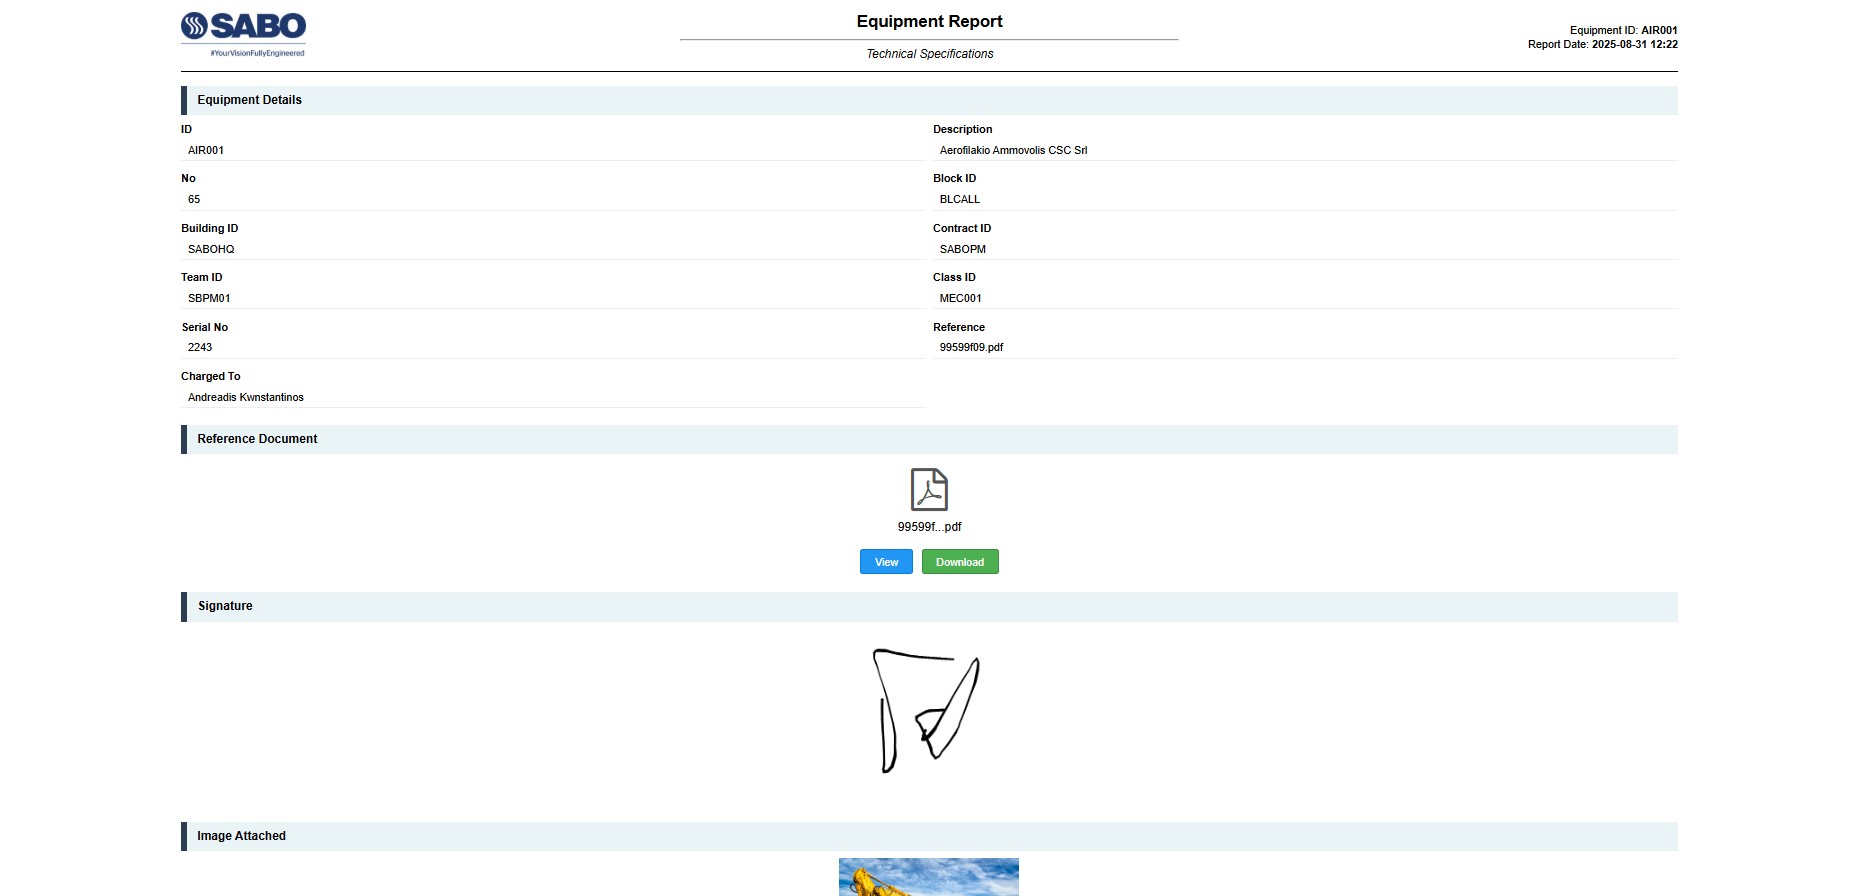 SABO
#YourVisionFullyEngineered
Equipment Report
Technical Specifications
Equipment ID: AIR001
Report Date: 2025-08-31 12:22
Equipment Details
ID
AIR001
Description
Aerofilakio Ammovolis CSC Srl
No
65
Block ID
BLCALL
Building ID
SABOHQ
Contract ID
SABOPM
Team ID
SBPM01
Class ID
MEC001
Serial No
2243
Reference
99599f09.pdf
Charged To
Andreadis Kwnstantinos
Reference Document
99599f...pdf
View
Download
Signature
Image Attached